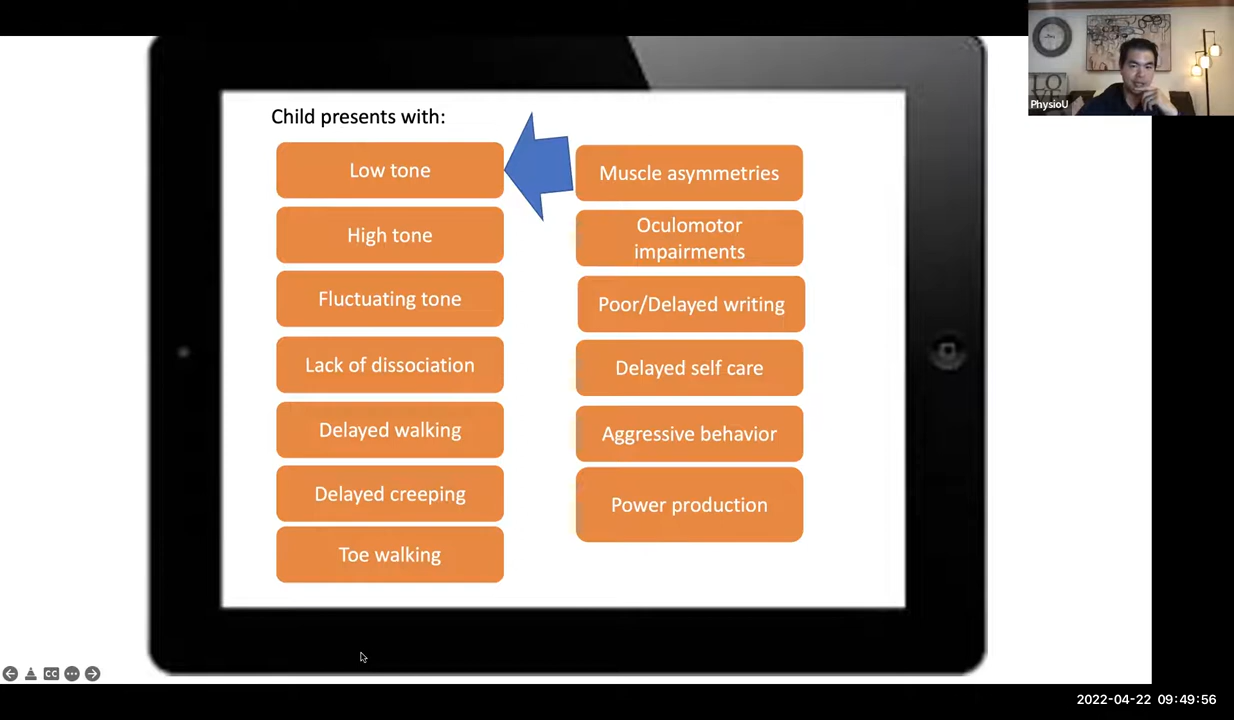 Child presents with:
Low tone
High tone
Fluctuating tone
Lack of dissociation
Delayed walking
Delayed creeping
Toe walking
Muscle asymmetries
Oculomotor
impairments
Poor/Delayed writing
Delayed self care
Aggressive behavior
Power production
PhysioU
CC
2022-04-22 09:49:56